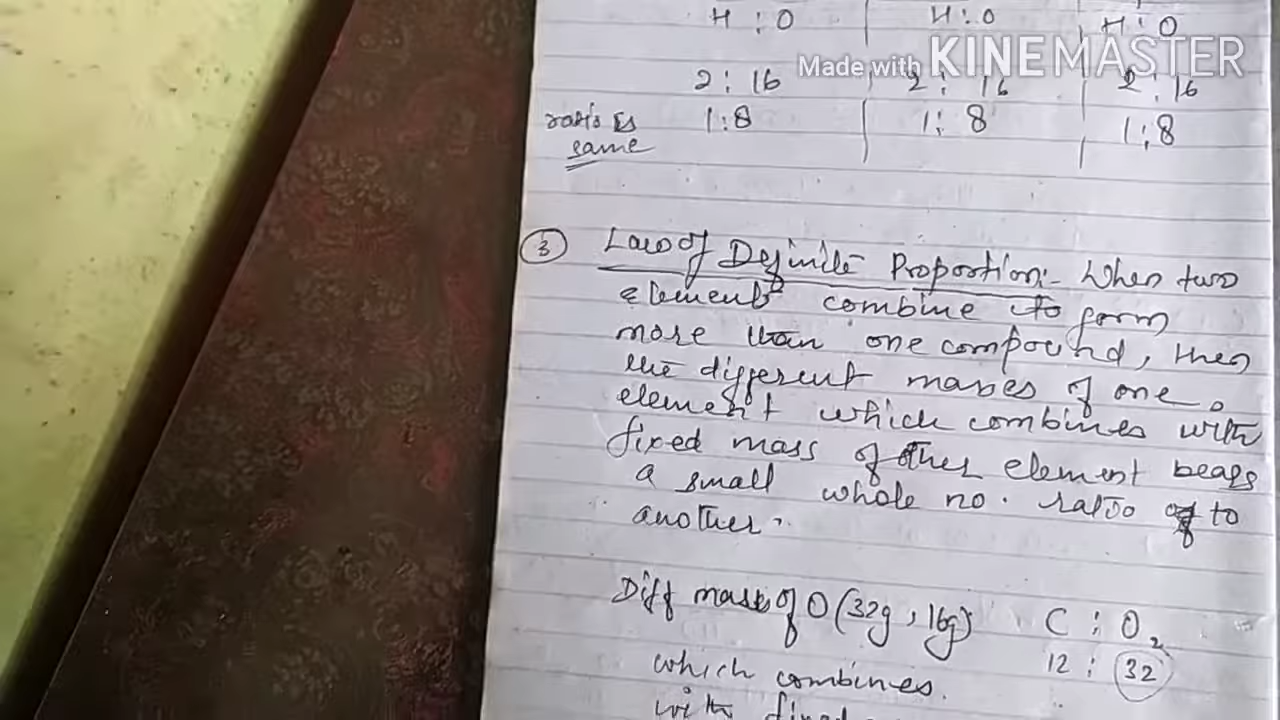 H : O H : O H : O
Made with KINEMASTER
2 : 16 2 : 16 2 : 16
ratio is 1:8 1: 8 1:8
same
3 Law of Definite Proportion:- When two
elements combine to form
more than one compound, then
the different masses of one
element which combines with
fixed mass of other element bears
a small whole no. ratio to
another.
Diff mass of O (32g, 16g) C : O2
which combines. 12 : 32
with fixed